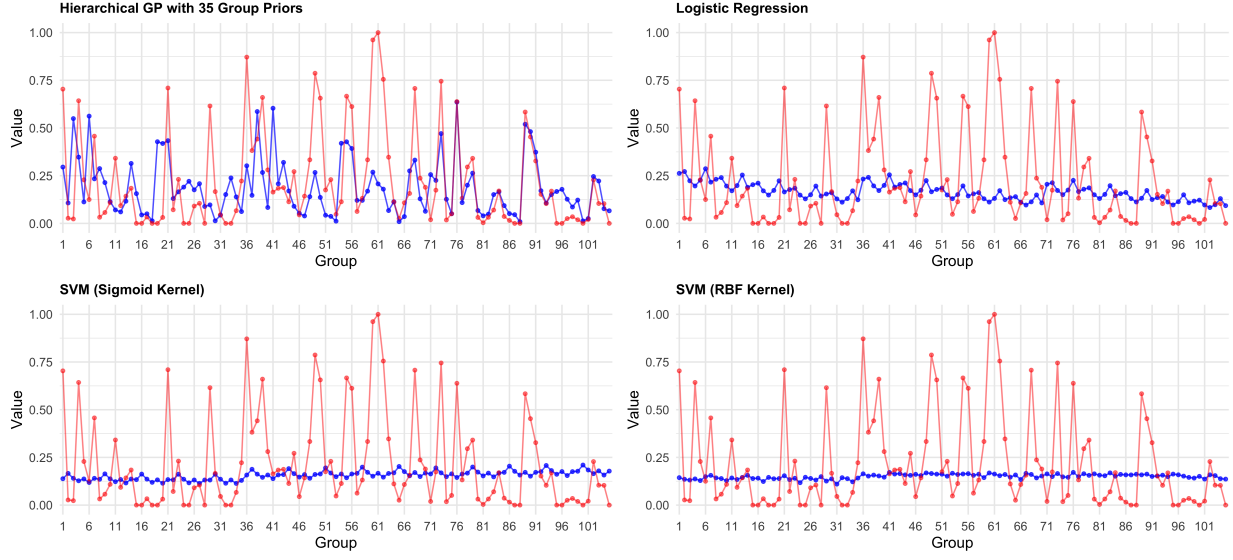 Hierarchical GP with 35 Group Priors
1.00
0.75
0.50
0.25
0.00
Value
1 6 11 16 21 26 31 36 41 46 51 56 61 66 71 76 81 86 91 96 101
Group
Logistic Regression
1.00
0.75
0.50
0.25
0.00
Value
1 6 11 16 21 26 31 36 41 46 51 56 61 66 71 76 81 86 91 96 101
Group
SVM (Sigmoid Kernel)
1.00
0.75
0.50
0.25
0.00
Value
1 6 11 16 21 26 31 36 41 46 51 56 61 66 71 76 81 86 91 96 101
Group
SVM (RBF Kernel)
1.00
0.75
0.50
0.25
0.00
Value
1 6 11 16 21 26 31 36 41 46 51 56 61 66 71 76 81 86 91 96 101
Group